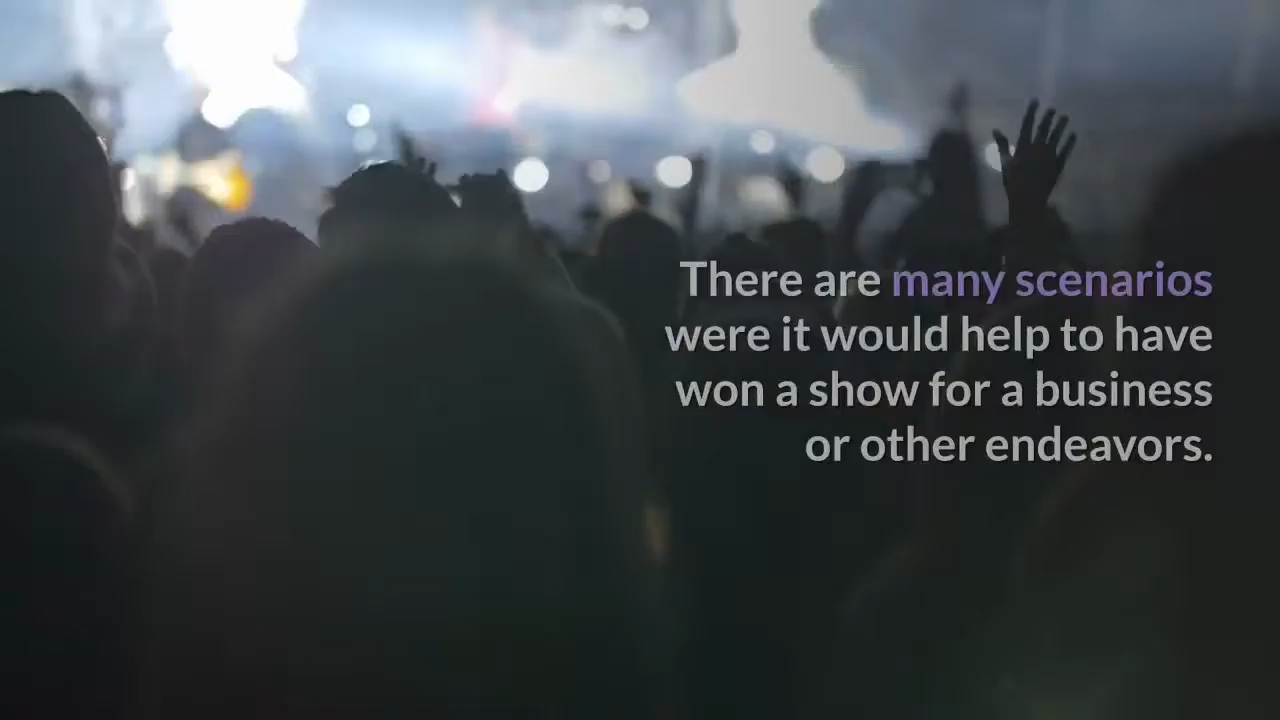 There are many scenarios
were it would help to have
won a show for a business
or other endeavors.